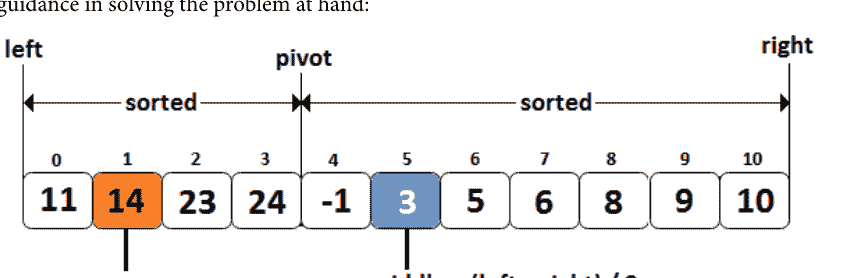 guidance in solving the problem at hand:
left
pivot
right
sorted sorted
0 1 2 3 4 5 6 7 8 9 10
11 14 23 24 -1 3 5 6 8 9 10